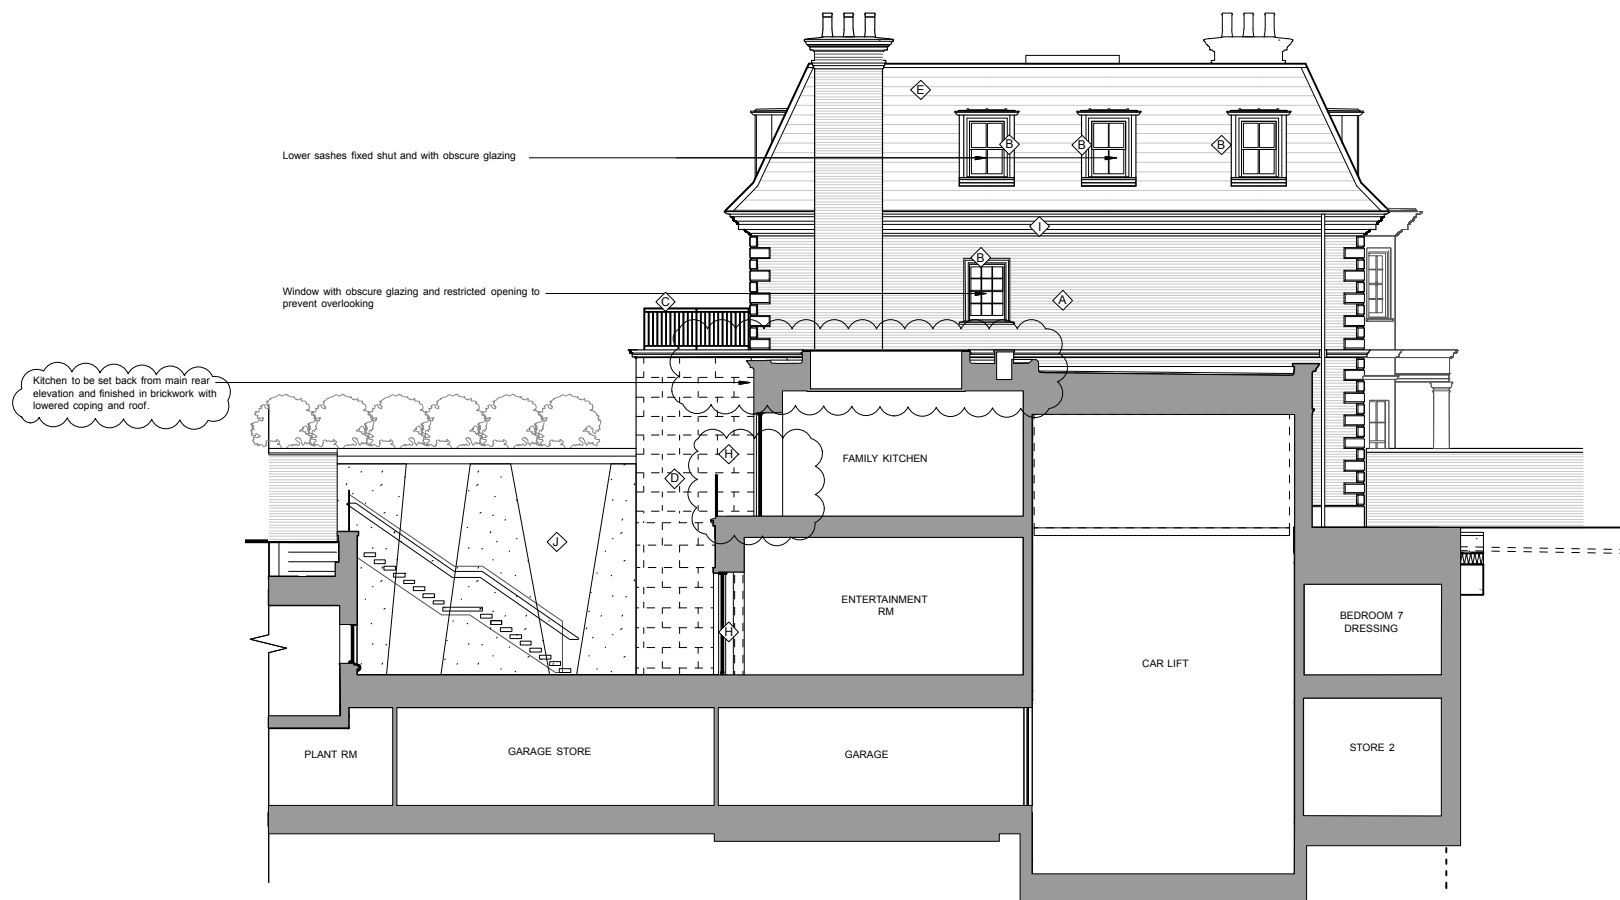 E
Lower sashes fixed shut and with obscure glazing
B
B
B
I
B
Window with obscure glazing and restricted opening to
prevent overlooking
C
A
Kitchen to be set back from main rear
elevation and finished in brickwork with
lowered coping and roof.
H
FAMILY KITCHEN
D
J
ENTERTAINMENT
RM
H
BEDROOM 7
DRESSING
CAR LIFT
PLANT RM
GARAGE STORE
GARAGE
STORE 2